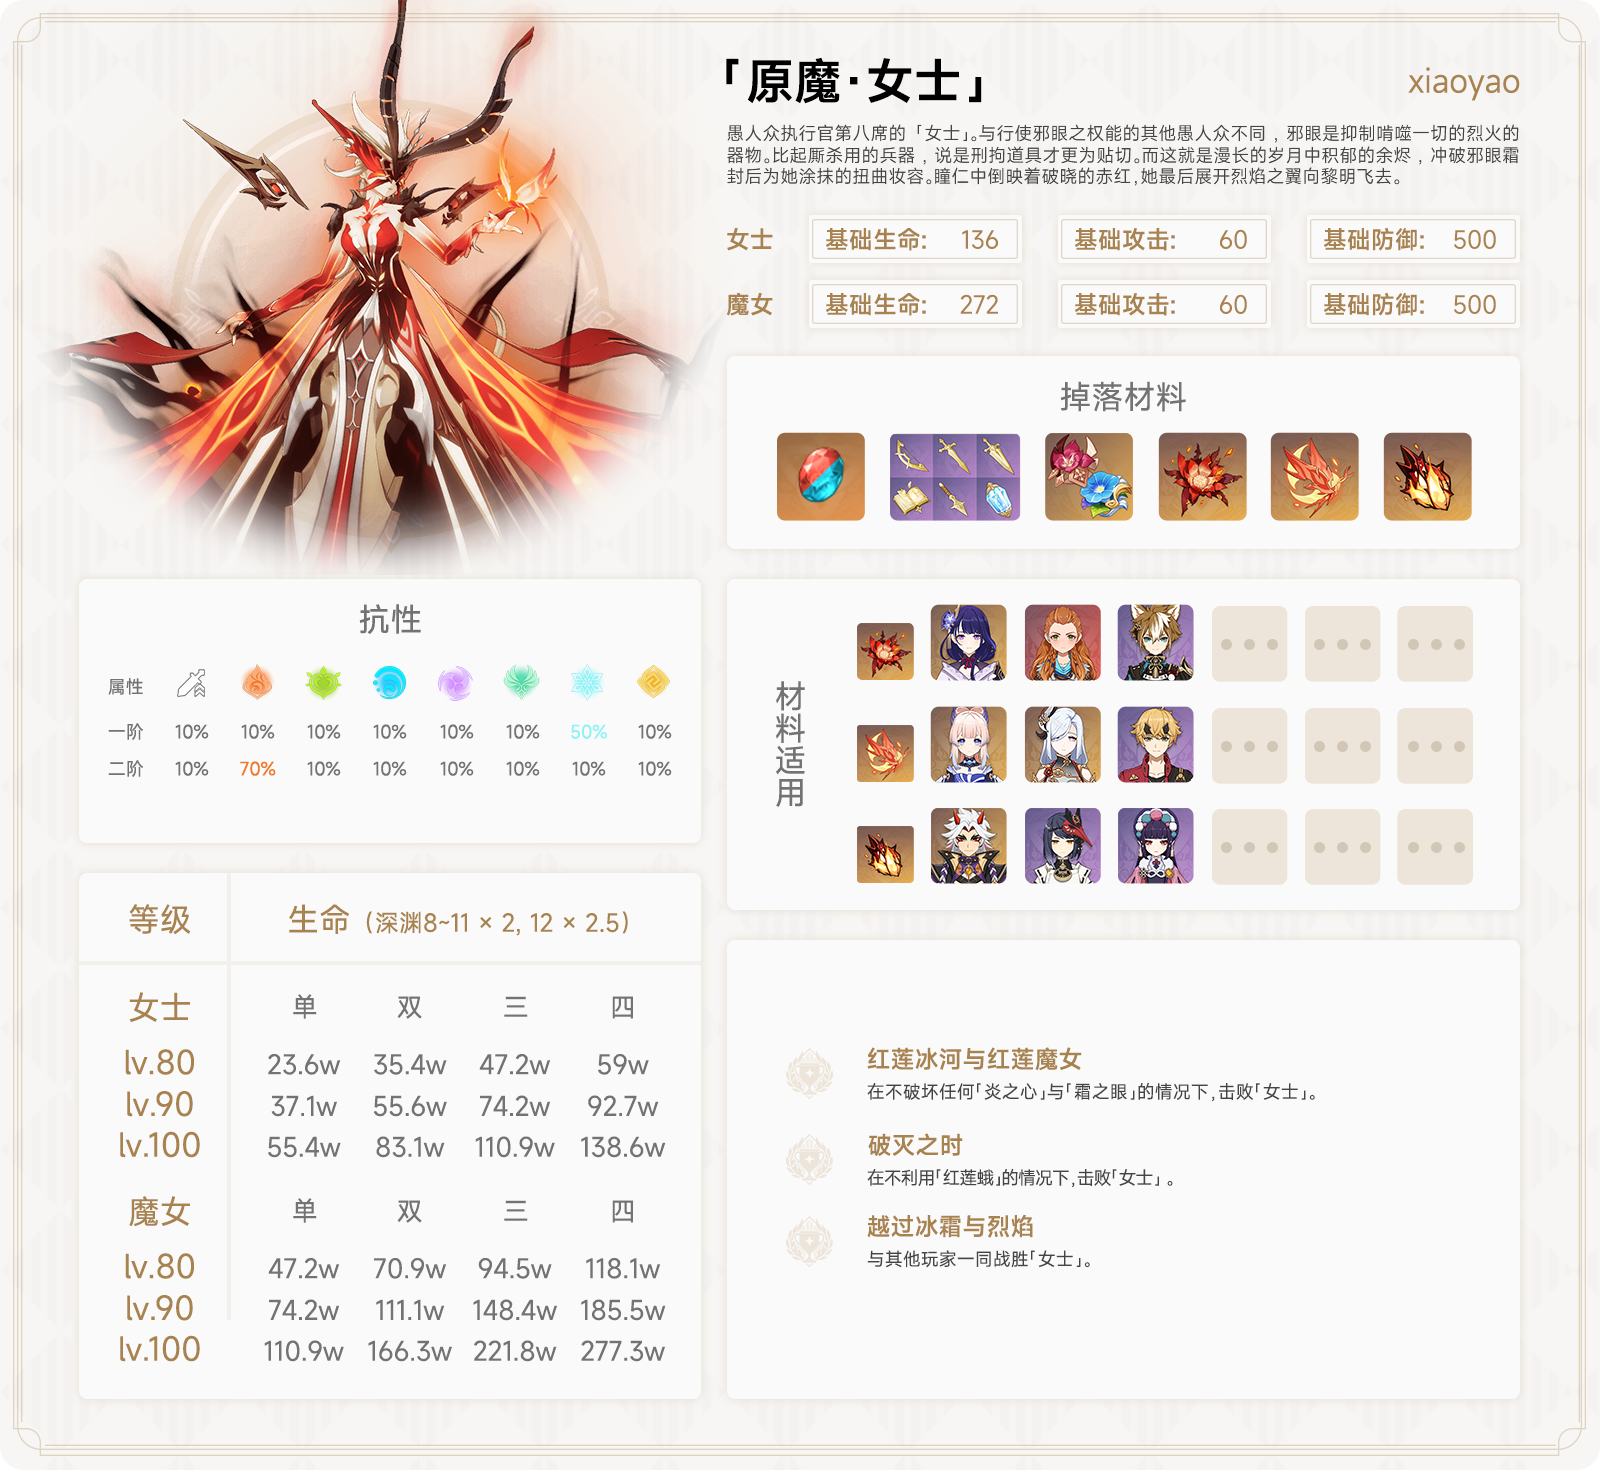 「原魔·女士」
xiaoyao
愚人众执行官第八席的「女士」。与行使邪眼之权能的其他愚人众不同，邪眼是抑制啃噬一切的烈火的
器物。比起厮杀用的兵器，说是刑拘道具才更为贴切。而这就是漫长的岁月中积郁的余烬，冲破邪眼霜
封后为她涂抹的扭曲妆容。瞳仁中倒映着破晓的赤红,她最后展开烈焰之翼向黎明飞去。
女士 基础生命: 136 基础攻击: 60 基础防御: 500
魔女 基础生命: 272 基础攻击: 60 基础防御: 500
掉落材料
抗性
属性
一阶 10% 10% 10% 10% 10% 10% 50% 10%
二阶 10% 70% 10% 10% 10% 10% 10% 10%
材料适用
等级 生命（深渊8~11 × 2, 12 × 2.5）
女士 单 双 三 四
lv.80 23.6w 35.4w 47.2w 59w
lv.90 37.1w 55.6w 74.2w 92.7w
lv.100 55.4w 83.1w 110.9w 138.6w
魔女 单 双 三 四
lv.80 47.2w 70.9w 94.5w 118.1w
lv.90 74.2w 111.1w 148.4w 185.5w
lv.100 110.9w 166.3w 221.8w 277.3w
红莲冰河与红莲魔女
在不破坏任何「炎之心」与「霜之眼」的情况下,击败「女士」。
破灭之时
在不利用「红莲蛾」的情况下,击败「女士」。
越过冰霜与烈焰
与其他玩家一同战胜「女士」。